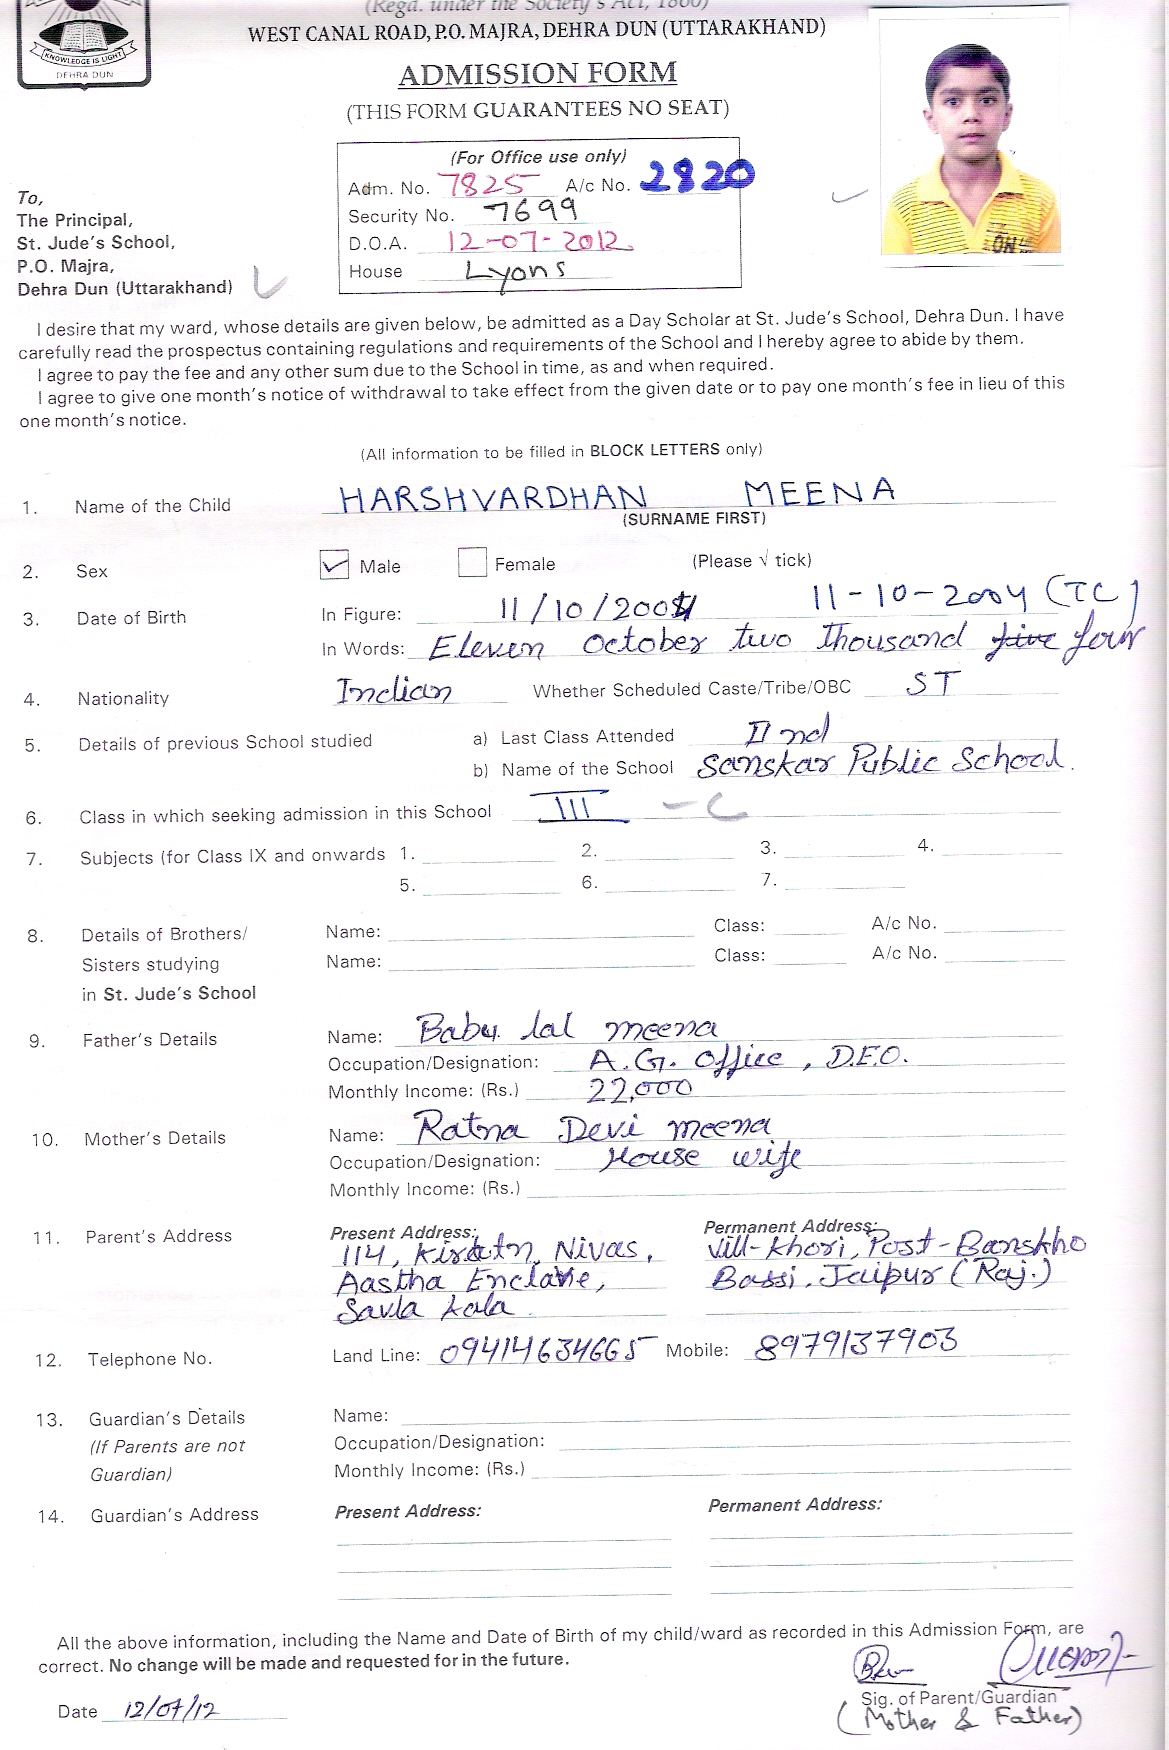 (Regd. under the Society's Act, 1860)
WEST CANAL ROAD, P.O. MAJRA, DEHRA DUN (UTTARAKHAND)
KNOWLEDGE IS LIGHT
DEHRA DUN
ADMISSION FORM
(THIS FORM GUARANTEES NO SEAT)
(For Office use only)
Adm. No. 7825 A/c No. 2820
Security No. 7699
D.O.A. 12-07-2012
House Lyons
To,
The Principal,
St. Jude's School,
P.O. Majra,
Dehra Dun (Uttarakhand)
I desire that my ward, whose details are given below, be admitted as a Day Scholar at St. Jude's School, Dehra Dun. I have
carefully read the prospectus containing regulations and requirements of the School and I hereby agree to abide by them.
I agree to pay the fee and any other sum due to the School in time, as and when required.
I agree to give one month's notice of withdrawal to take effect from the given date or to pay one month's fee in lieu of this
one month's notice.
(All information to be filled in BLOCK LETTERS only)
1. Name of the Child HARSHVARDHAN MEENA
(SURNAME FIRST)
2. Sex Male Female (Please √ tick)
3. Date of Birth In Figure: 11/10/2004 11-10-2004 (TC)
In Words: Eleven October two thousand five four
4. Nationality Indian Whether Scheduled Caste/Tribe/OBC ST
5. Details of previous School studied a) Last Class Attended II nd
b) Name of the School Sanskar Public School.
6. Class in which seeking admission in this School III - C
7. Subjects (for Class IX and onwards 1. 2. 3. 4.
5. 6. 7.
8. Details of Brothers/ Name: Class: A/c No.
Sisters studying Name: Class: A/c No.
in St. Jude's School
9. Father's Details Name: Babu lal meena
Occupation/Designation: A.G. office, D.E.O.
Monthly Income: (Rs.) 22,000
10. Mother's Details Name: Ratna Devi meena
Occupation/Designation: House wife
Monthly Income: (Rs.)
11. Parent's Address Present Address: Permanent Address:
114, Nivas, Vill-Khori, Post-Banskho
Aastha Enclave, Bassi, Jaipur (Raj.)
Savla kala
12. Telephone No. Land Line: 09414634665 Mobile: 8979137903
13. Guardian's Details Name:
(If Parents are not Occupation/Designation:
Guardian) Monthly Income: (Rs.)
14. Guardian's Address Present Address: Permanent Address:
All the above information, including the Name and Date of Birth of my child/ward as recorded in this Admission Form, are
correct. No change will be made and requested for in the future.
Date 12/07/12 Sig. of Parent/Guardian
(Mother & Father)